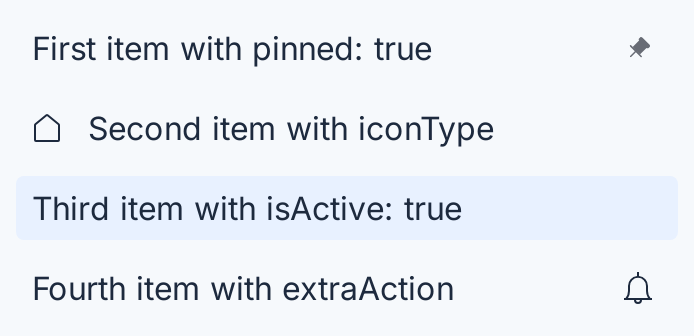 First item with pinned: true
Second item with iconType
Third item with isActive: true
Fourth item with extraAction